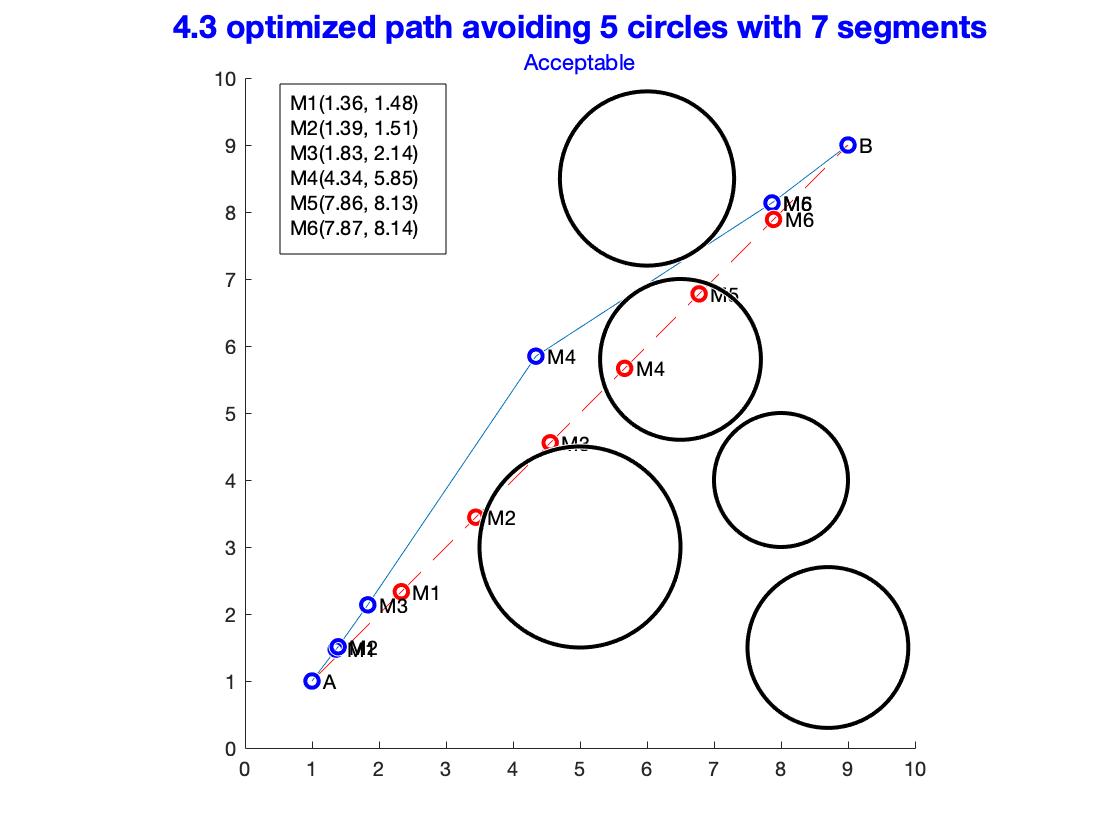 4.3 optimized path avoiding 5 circles with 7 segments
Acceptable
10
9
8
7
6
5
4
3
2
1
0
M1(1.36, 1.48)
M2(1.39, 1.51)
M3(1.83, 2.14)
M4(4.34, 5.85)
M5(7.86, 8.13)
M6(7.87, 8.14)
B
M6
M6
M5
M4
M4
M3
M2
M1
M3
M2
M1
A
0 1 2 3 4 5 6 7 8 9 10